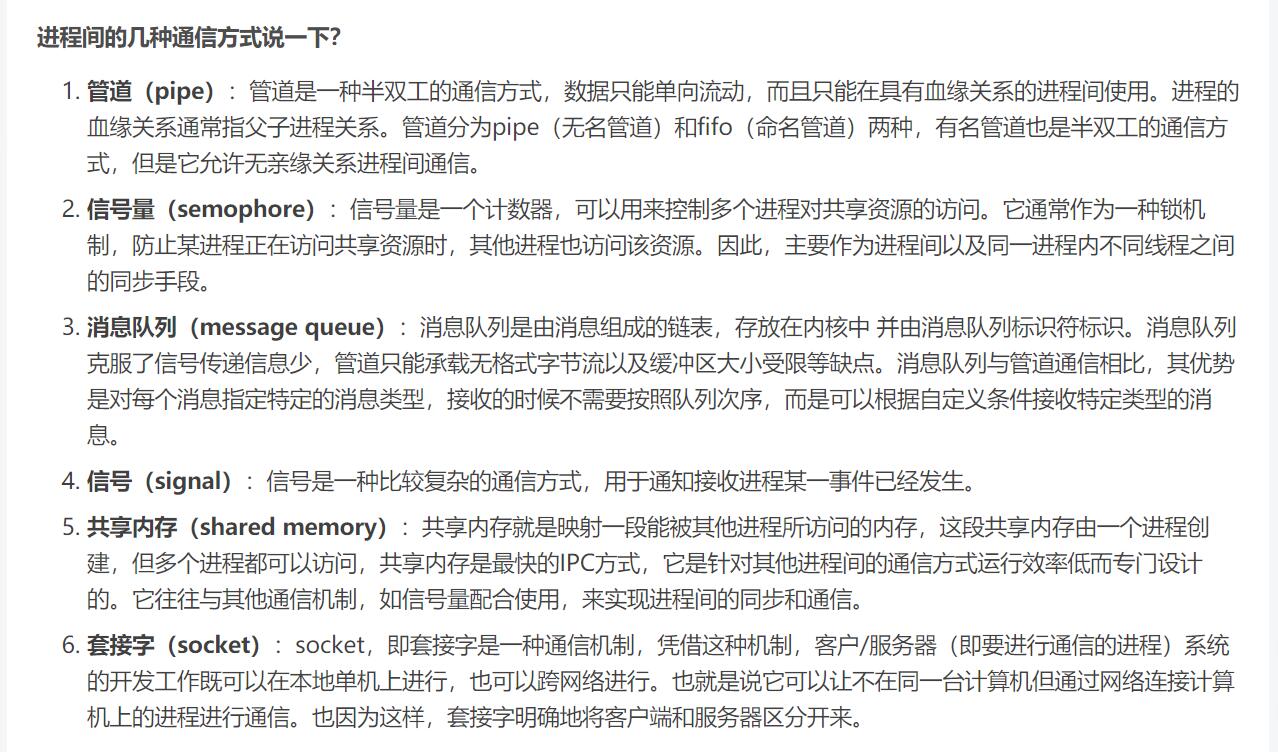 进程间的几种通信方式说一下?
1. 管道（pipe）：管道是一种半双工的通信方式，数据只能单向流动，而且只能在具有血缘关系的进程间使用。进程的
血缘关系通常指父子进程关系。管道分为pipe（无名管道）和fifo（命名管道）两种，有名管道也是半双工的通信方
式，但是它允许无亲缘关系进程间通信。
2. 信号量（semophore）：信号量是一个计数器，可以用来控制多个进程对共享资源的访问。它通常作为一种锁机
制，防止某进程正在访问共享资源时，其他进程也访问该资源。因此，主要作为进程间以及同一进程内不同线程之间
的同步手段。
3. 消息队列（message queue）：消息队列是由消息组成的链表，存放在内核中 并由消息队列标识符标识。消息队列
克服了信号传递信息少，管道只能承载无格式字节流以及缓冲区大小受限等缺点。消息队列与管道通信相比，其优势
是对每个消息指定特定的消息类型，接收的时候不需要按照队列次序，而是可以根据自定义条件接收特定类型的消
息。
4. 信号（signal）：信号是一种比较复杂的通信方式，用于通知接收进程某一事件已经发生。
5. 共享内存（shared memory）：共享内存就是映射一段能被其他进程所访问的内存，这段共享内存由一个进程创
建，但多个进程都可以访问，共享内存是最快的IPC方式，它是针对其他进程间的通信方式运行效率低而专门设计
的。它往往与其他通信机制，如信号量配合使用，来实现进程间的同步和通信。
6. 套接字（socket）：socket，即套接字是一种通信机制，凭借这种机制，客户/服务器（即要进行通信的进程）系统
的开发工作既可以在本地单机上进行，也可以跨网络进行。也就是说它可以让不在同一台计算机但通过网络连接计算
机上的进程进行通信。也因为这样，套接字明确地将客户端和服务器区分开来。